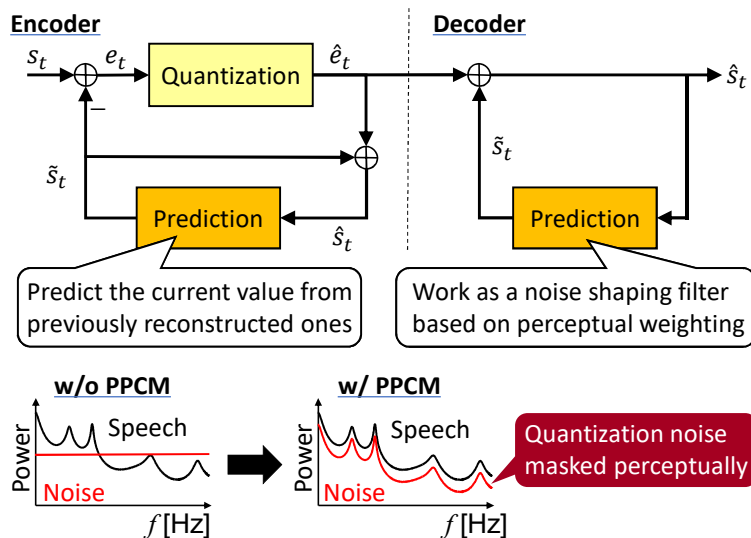 Encoder
Decoder
s_t
e_t
Quantization
ê_t
ŝ_t
−
s̃_t
s̃_t
Prediction
ŝ_t
Prediction
Predict the current value from
previously reconstructed ones
Work as a noise shaping filter
based on perceptual weighting
w/o PPCM
w/ PPCM
Power
Speech
Noise
f[Hz]
Power
Speech
Noise
f[Hz]
Quantization noise
masked perceptually